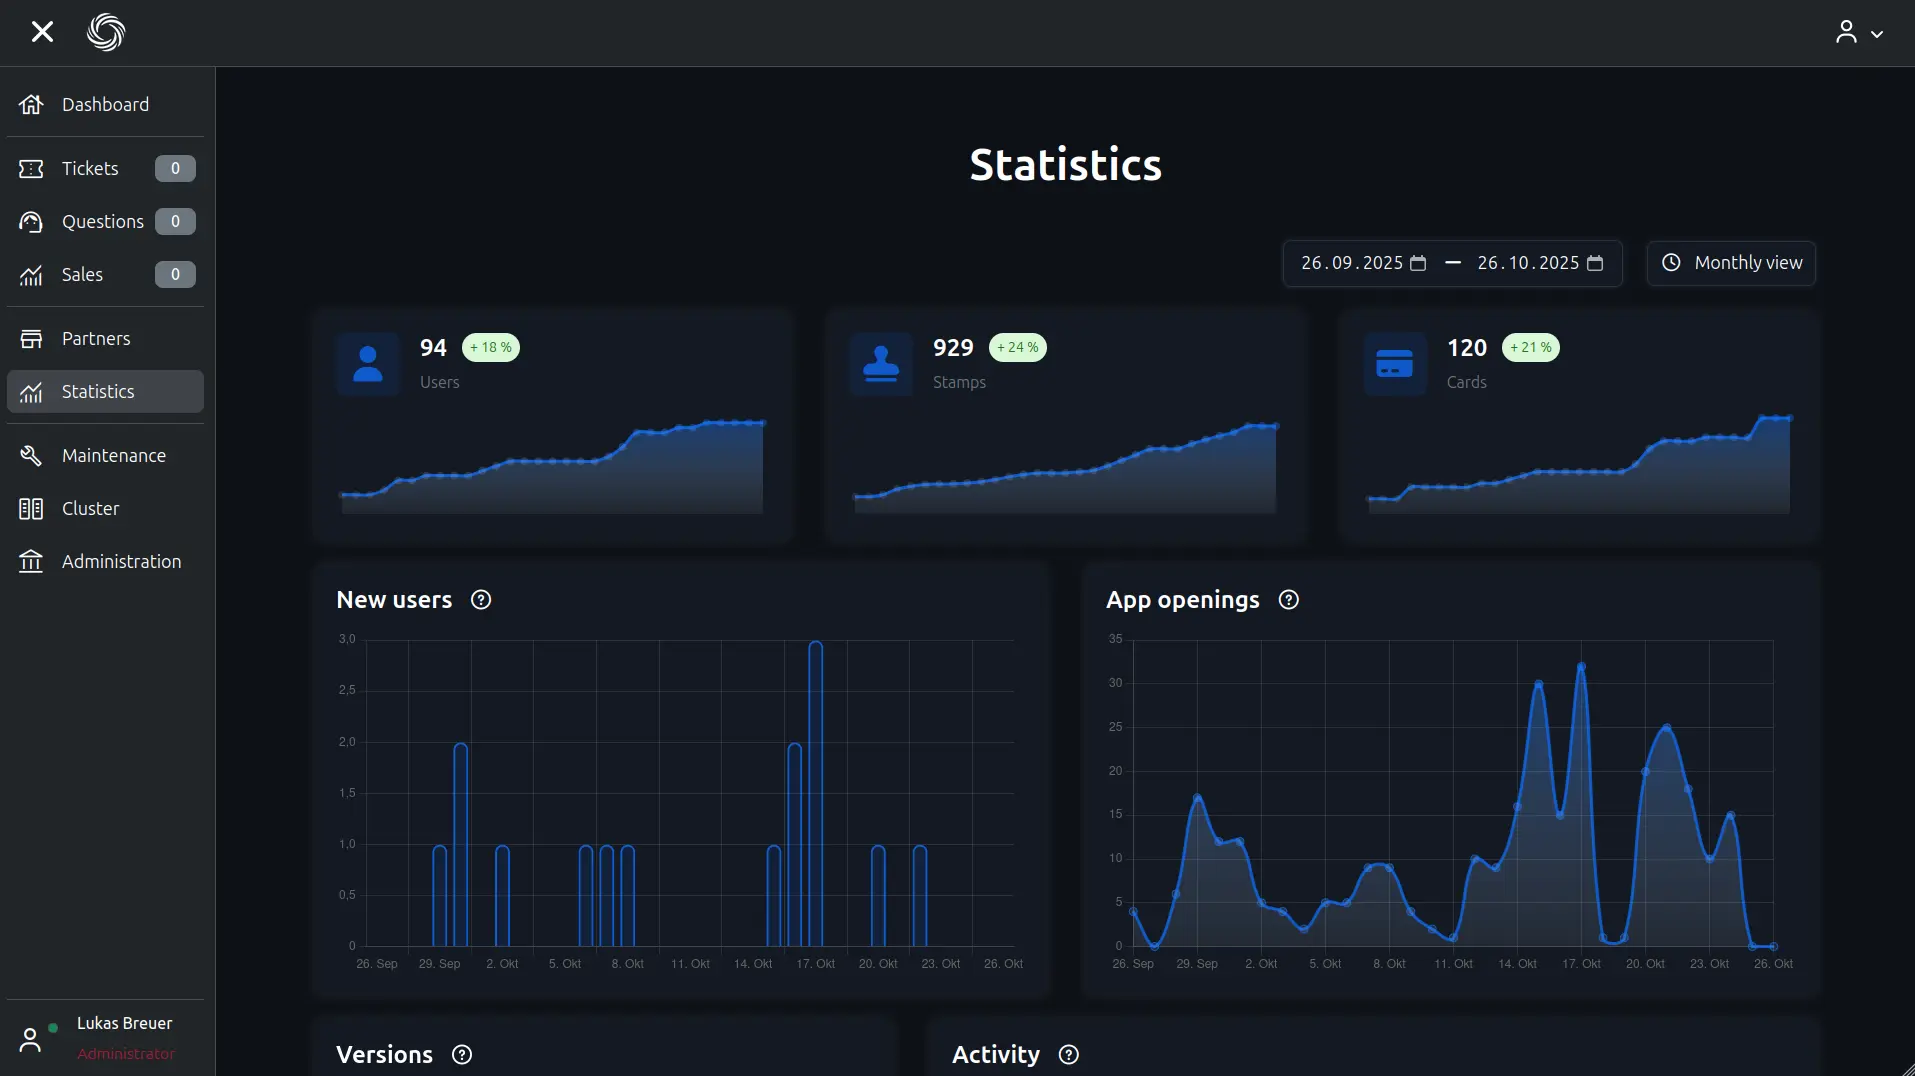 Dashboard
Tickets 0
Questions 0
Sales 0
Partners
Statistics
Maintenance
Cluster
Administration
Lukas Breuer
Administrator
Statistics
26.09.2025 — 26.10.2025
Monthly view
94 + 18 %
Users
929 + 24 %
Stamps
120 + 21 %
Cards
New users
3,0
2,5
2,0
1,5
1,0
0,5
0
26. Sep 29. Sep 2. Okt 5. Okt 8. Okt 11. Okt 14. Okt 17. Okt 20. Okt 23. Okt 26. Okt
App openings
35
30
25
20
15
10
5
0
26. Sep 29. Sep 2. Okt 5. Okt 8. Okt 11. Okt 14. Okt 17. Okt 20. Okt 23. Okt 26. Okt
Versions
Activity